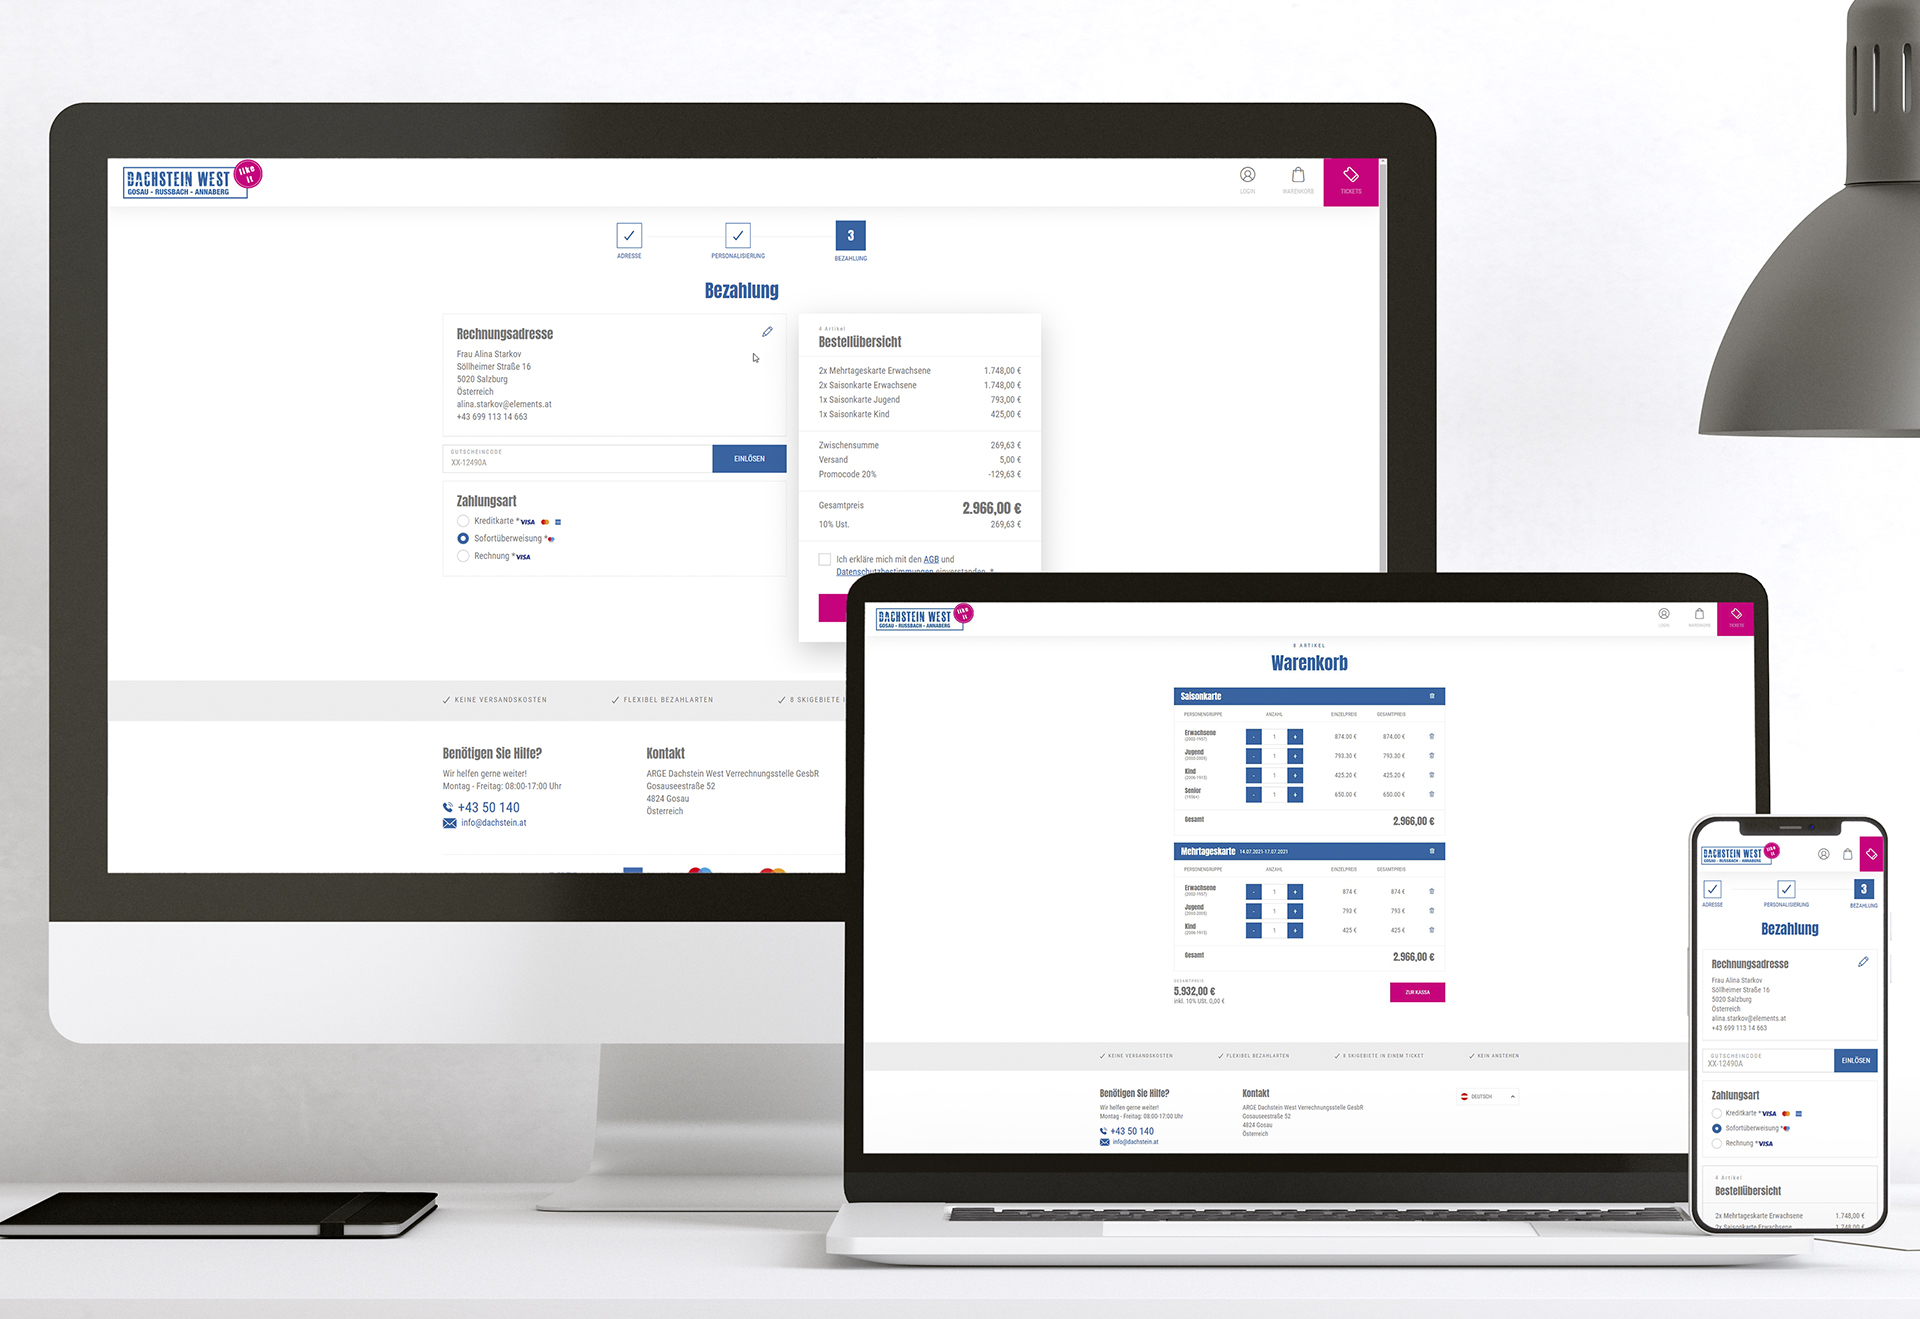 DACHSTEIN WEST
GOSAU - RUSSBACH - ANNABERG
like it
LOGIN
WARENKORB
TICKETS
3
ADRESSE
PERSONALISIERUNG
BEZAHLUNG
Bezahlung
Rechnungsadresse
Frau Alina Starkov
Söllheimer Straße 16
5020 Salzburg
Österreich
alina.starkov@elements.at
+43 699 113 14 663
GUTSCHEINCODE
XX-12490A
EINLÖSEN
Zahlungsart
Kreditkarte * VISA
Sofortüberweisung *
Rechnung * VISA
4 Artikel
Bestellübersicht
2x Mehrtageskarte Erwachsene 1.748,00 €
2x Saisonkarte Erwachsene 1.748,00 €
1x Saisonkarte Jugend 793,00 €
1x Saisonkarte Kind 425,00 €
Zwischensumme 269,63 €
Versand 5,00 €
Promocode 20% -129,63 €
Gesamtpreis 2.966,00 €
10% Ust. 269,63 €
Ich erkläre mich mit den AGB und
Datenschutzbestimmungen einverstanden. *
KEINE VERSANDSKOSTEN
FLEXIBEL BEZAHLARTEN
8 SKIGEBIETE
Benötigen Sie Hilfe?
Wir helfen gerne weiter!
Montag - Freitag: 08:00-17:00 Uhr
+43 50 140
info@dachstein.at
Kontakt
ARGE Dachstein West Verrechnungsstelle GesbR
Gosauseestraße 52
4824 Gosau
Österreich
DACHSTEIN WEST
GOSAU - RUSSBACH - ANNABERG
like it
LOGIN
WARENKORB
TICKETS
8 ARTIKEL
Warenkorb
Saisonkarte
PERSONENGRUPPE ANZAHL EINZELPREIS GESAMTPREIS
Erwachsene - 1 + 874.00 € 874.00 €
Jugend - 1 + 793.30 € 793.30 €
Kind - 1 + 425.20 € 425.20 €
Senior - 1 + 650.00 € 650.00 €
Gesamt 2.966,00 €
Mehrtageskarte 14.07.2021-17.07.2021
PERSONENGRUPPE ANZAHL EINZELPREIS GESAMTPREIS
Erwachsene - 1 + 874 € 874 €
Jugend - 1 + 793 € 793 €
Kind - 1 + 425 € 425 €
Gesamt 2.966,00 €
GESAMTPREIS
5.932,00 €
inkl. 10% USt. 0,00 €
ZUR KASSA
KEINE VERSANDSKOSTEN
FLEXIBEL BEZAHLARTEN
8 SKIGEBIETE IN EINEM TICKET
KEIN ANSTEHEN
Benötigen Sie Hilfe?
Wir helfen gerne weiter!
Montag - Freitag: 08:00-17:00 Uhr
+43 50 140
info@dachstein.at
Kontakt
ARGE Dachstein West Verrechnungsstelle GesbR
Gosauseestraße 52
4824 Gosau
Österreich
DEUTSCH
DACHSTEIN WEST
GOSAU - RUSSBACH - ANNABERG
like it
3
ADRESSE
PERSONALISIERUNG
BEZAHLUNG
Bezahlung
Rechnungsadresse
Frau Alina Starkov
Söllheimer Straße 16
5020 Salzburg
Österreich
alina.starkov@elements.at
+43 699 113 14 663
GUTSCHEINCODE
XX-12490A
EINLÖSEN
Zahlungsart
Kreditkarte * VISA
Sofortüberweisung *
Rechnung * VISA
4 Artikel
Bestellübersicht
2x Mehrtageskarte Erwachsene 1.748,00 €
2x Saisonkarte Erwachsene 1.748,00 €